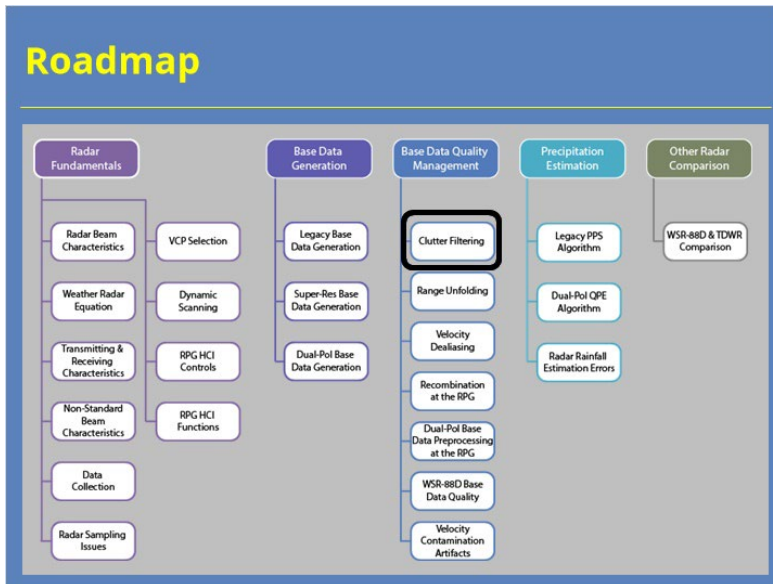 Roadmap
Radar
Fundamentals
Radar Beam
Characteristics
Weather Radar
Equation
Transmitting &
Receiving
Characteristics
Non-Standard
Beam
Characteristics
Data
Collection
Radar Sampling
Issues
VCP Selection
Dynamic
Scanning
RPG HCI
Controls
RPG HCI
Functions
Base Data
Generation
Legacy Base
Data Generation
Super-Res Base
Data Generation
Dual-Pol Base
Data Generation
Base Data Quality
Management
Clutter Filtering
Range Unfolding
Velocity
Dealiasing
Recombination
at the RPG
Dual-Pol Base
Data Preprocessing
at the RPG
WSR-88D Base
Data Quality
Velocity
Contamination
Artifacts
Precipitation
Estimation
Legacy PPS
Algorithm
Dual-Pol QPE
Algorithm
Radar Rainfall
Estimation Errors
Other Radar
Comparison
WSR-88D & TDWR
Comparison